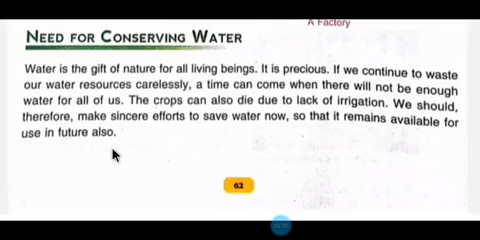 A Factory
NEED FOR CONSERVING WATER
Water is the gift of nature for all living beings. It is precious. If we continue to waste
our water resources carelessly, a time can come when there will not be enough
water for all of us. The crops can also die due to lack of irrigation. We should,
therefore, make sincere efforts to save water now, so that it remains available for
use in future also.
62